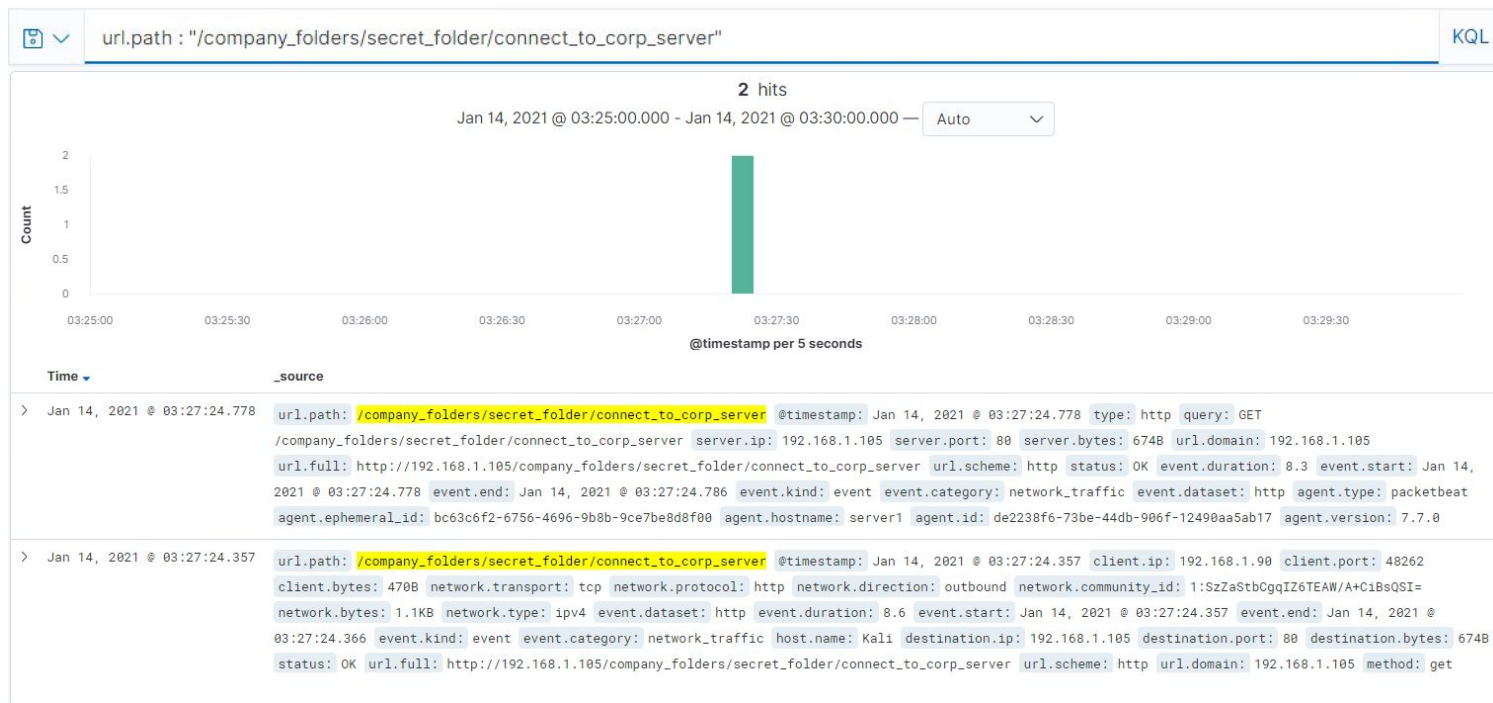 url.path : "/company_folders/secret_folder/connect_to_corp_server"
KQL
2 hits
Jan 14, 2021 @ 03:25:00.000 - Jan 14, 2021 @ 03:30:00.000 — Auto
2
1.5
1
0.5
0
Count
03:25:00 03:25:30 03:26:00 03:26:30 03:27:00 03:27:30 03:28:00 03:28:30 03:29:00 03:29:30
@timestamp per 5 seconds
Time _source
Jan 14, 2021 @ 03:27:24.778 url.path: /company_folders/secret_folder/connect_to_corp_server @timestamp: Jan 14, 2021 @ 03:27:24.778 type: http query: GET
/company_folders/secret_folder/connect_to_corp_server server.ip: 192.168.1.105 server.port: 80 server.bytes: 674B url.domain: 192.168.1.105
url.full: http://192.168.1.105/company_folders/secret_folder/connect_to_corp_server url.scheme: http status: OK event.duration: 8.3 event.start: Jan 14,
2021 @ 03:27:24.778 event.end: Jan 14, 2021 @ 03:27:24.786 event.kind: event event.category: network_traffic event.dataset: http agent.type: packetbeat
agent.ephemeral_id: bc63c6f2-6756-4696-9b8b-9ce7be8d8f00 agent.hostname: server1 agent.id: de2238f6-73be-44db-906f-12490aa5ab17 agent.version: 7.7.0
Jan 14, 2021 @ 03:27:24.357 url.path: /company_folders/secret_folder/connect_to_corp_server @timestamp: Jan 14, 2021 @ 03:27:24.357 client.ip: 192.168.1.90 client.port: 48262
client.bytes: 470B network.transport: tcp network.protocol: http network.direction: outbound network.community_id: 1:SzZaStbCgqIZ6TEAW/A+CiBsQSI=
network.bytes: 1.1KB network.type: ipv4 event.dataset: http event.duration: 8.6 event.start: Jan 14, 2021 @ 03:27:24.357 event.end: Jan 14, 2021 @
03:27:24.366 event.kind: event event.category: network_traffic host.name: Kali destination.ip: 192.168.1.105 destination.port: 80 destination.bytes: 674B
status: OK url.full: http://192.168.1.105/company_folders/secret_folder/connect_to_corp_server url.scheme: http url.domain: 192.168.1.105 method: get